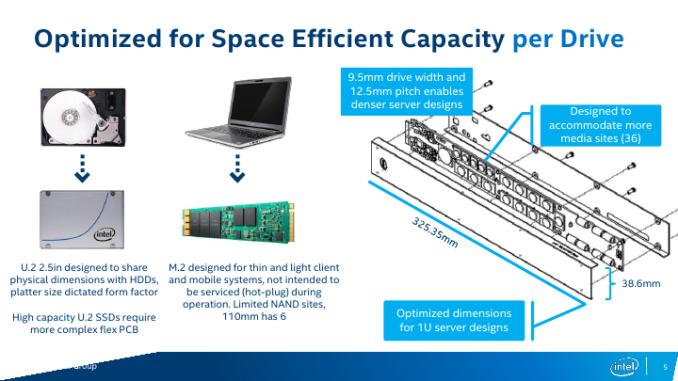 Optimized for Space Efficient Capacity per Drive
9.5mm drive width and
12.5mm pitch enables
denser server designs
Designed to
accommodate more
media sites (36)
intel
325.35mm
38.6mm
U.2 2.5in designed to share
physical dimensions with HDDs,
platter size dictated form factor
High capacity U.2 SSDs require
more complex flex PCB
M.2 designed for thin and light client
and mobile systems, not intended to
be serviced (hot-plug) during
operation. Limited NAND sites,
110mm has 6
Optimized dimensions
for 1U server designs
Group
intel
5